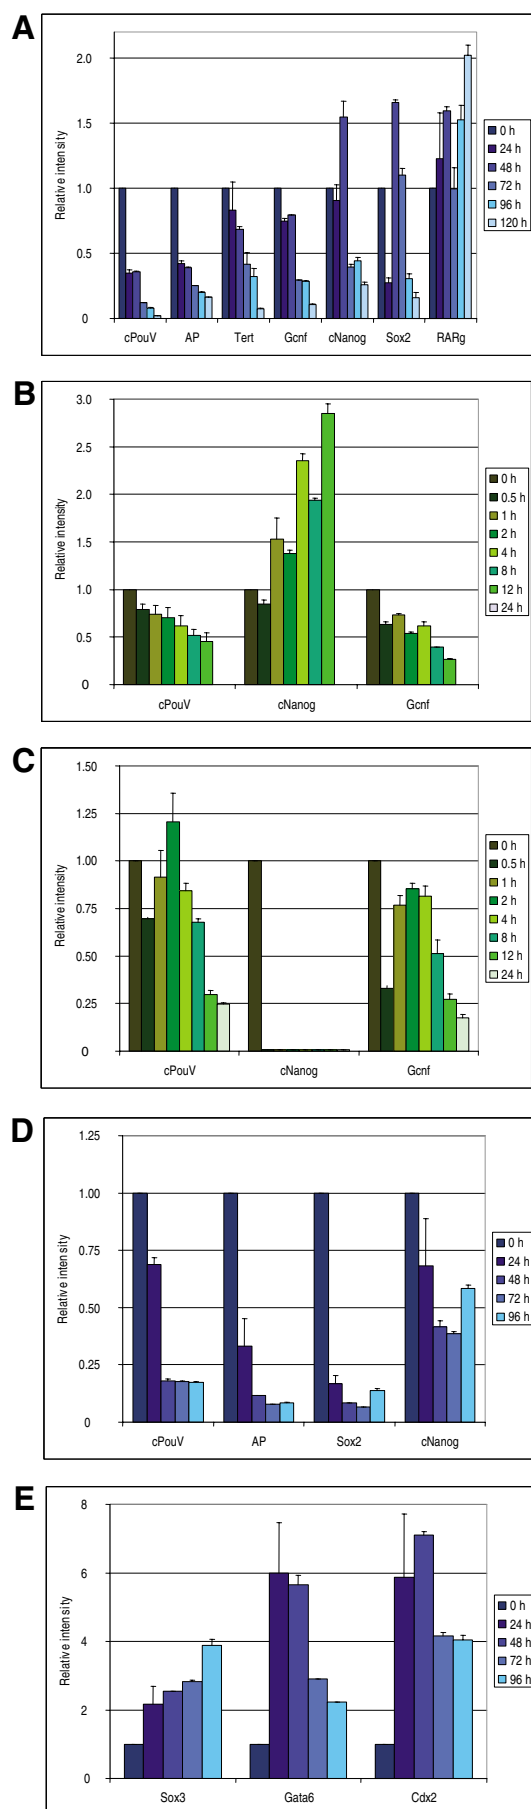 A
Relative intensity
2.0
1.5
1.0
0.5
0
cPouV AP Tert Gcnf cNanog Sox2 RARg
0 h
24 h
48 h
72 h
96 h
120 h
B
Relative intensity
3.0
2.5
2.0
1.5
1.0
0.5
0
cPouV cNanog Gcnf
0 h
0.5 h
1 h
2 h
4 h
8 h
12 h
24 h
C
Relative intensity
1.50
1.25
1.00
0.75
0.50
0.25
0
cPouV cNanog Gcnf
0 h
0.5 h
1 h
2 h
4 h
8 h
12 h
24 h
D
Relative intensity
1.25
1.00
0.75
0.50
0.25
0
cPouV AP Sox2 cNanog
0 h
24 h
48 h
72 h
96 h
E
Relative intensity
8
6
4
2
0
Sox3 Gata6 Cdx2
0 h
24 h
48 h
72 h
96 h